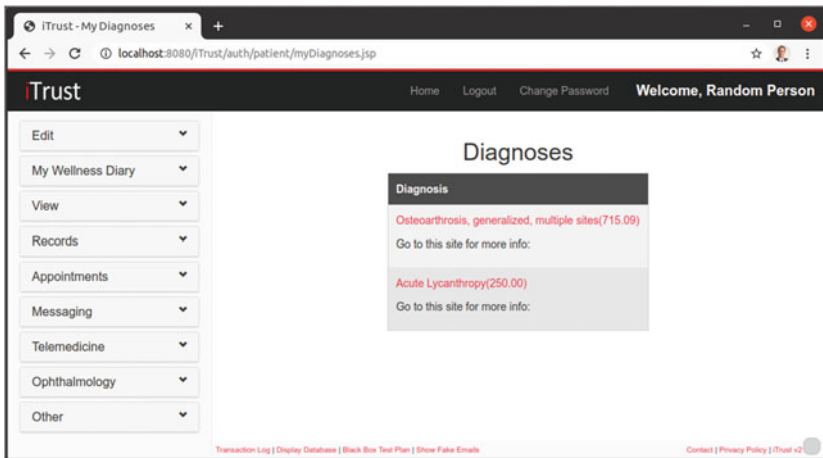 iTrust - My Diagnoses
localhost:8080/iTrust/auth/patient/myDiagnoses.jsp
iTrust Home Logout Change Password Welcome, Random Person
Edit
My Wellness Diary
View
Records
Appointments
Messaging
Telemedicine
Ophthalmology
Other
Diagnoses
Diagnosis
Osteoarthrosis, generalized, multiple sites(715.09)
Go to this site for more info:
Acute Lycanthropy(250.00)
Go to this site for more info:
Transaction Log | Display Database | Black Box Test Plan | Show Fake Emails
Contact | Privacy Policy | iTrust v2